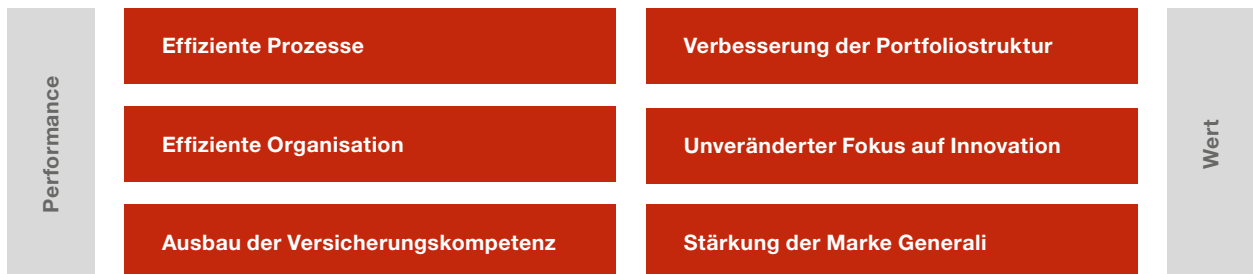 Performance
Effiziente Prozesse
Effiziente Organisation
Ausbau der Versicherungskompetenz
Verbesserung der Portfoliostruktur
Unveränderter Fokus auf Innovation
Stärkung der Marke Generali
Wert